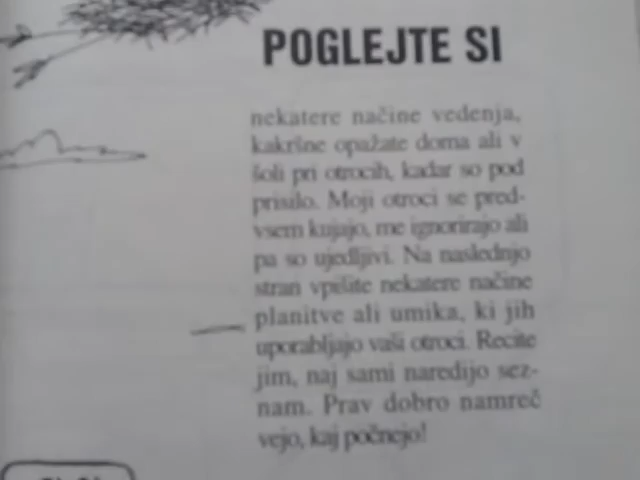 POGLEJTE SI
nekatere načine vedenja,
kakršne opažate doma ali v
šoli pri otrocih, kadar so pod
prisilo. Moji otroci se pred-
vsem kujajo, me ignorirajo ali
pa so ujedljivi. Na naslednjo
stran vpišite nekatere načine
planitve ali umika, ki jih
uporabljajo vaši otroci. Recite
jim, naj sami naredijo sez-
nam. Prav dobro namreč
vejo, kaj počnejo!